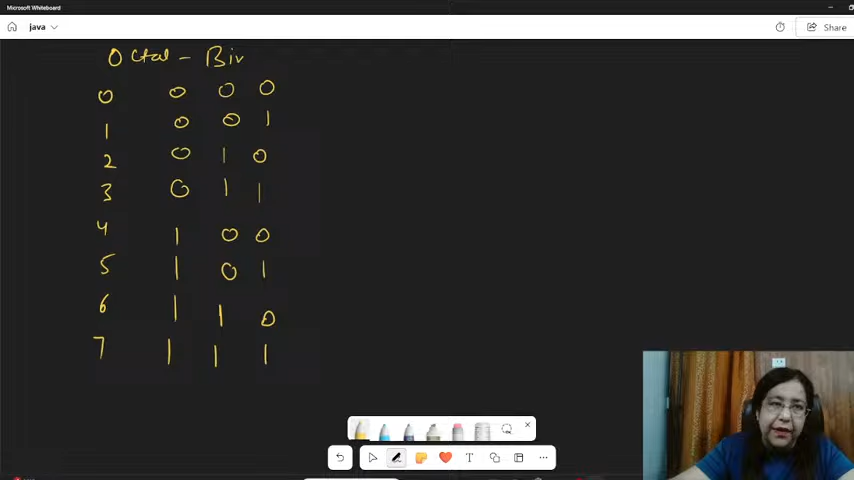 Microsoft Whiteboard
java
Share
Octal - Bin
0 0 0 0
1 0 0 1
2 0 1 0
3 0 1 1
4 1 0 0
5 1 0 1
6 1 1 0
7 1 1 1
T